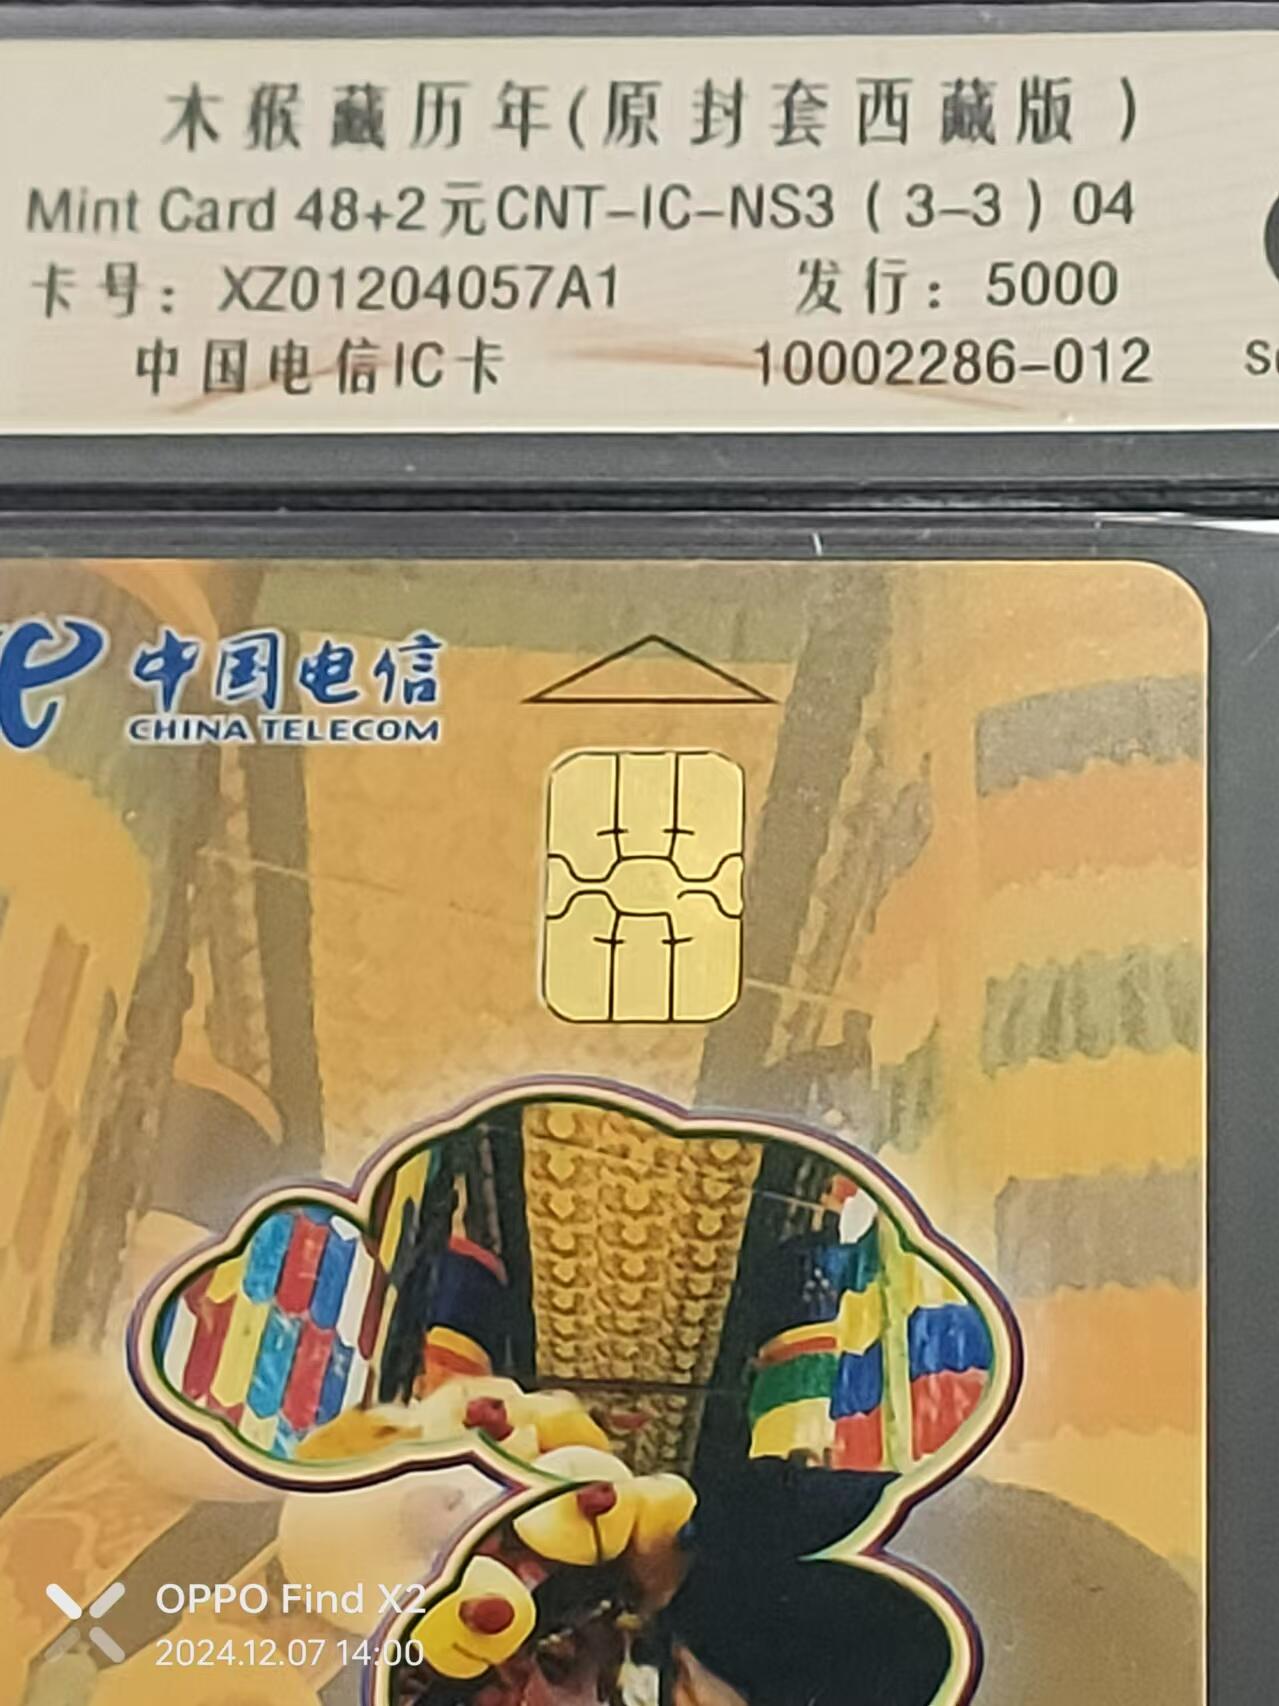 木猴藏历年(原封套西藏版)
Mint Card 48+2元CNT-IC-NS3(3-3)04
卡号:XZ01204057A1 发行:5000
中国电信IC卡 10002286-012
中国电信
CHINA TELECOM
OPPO Find X2
2024.12.07 14:00